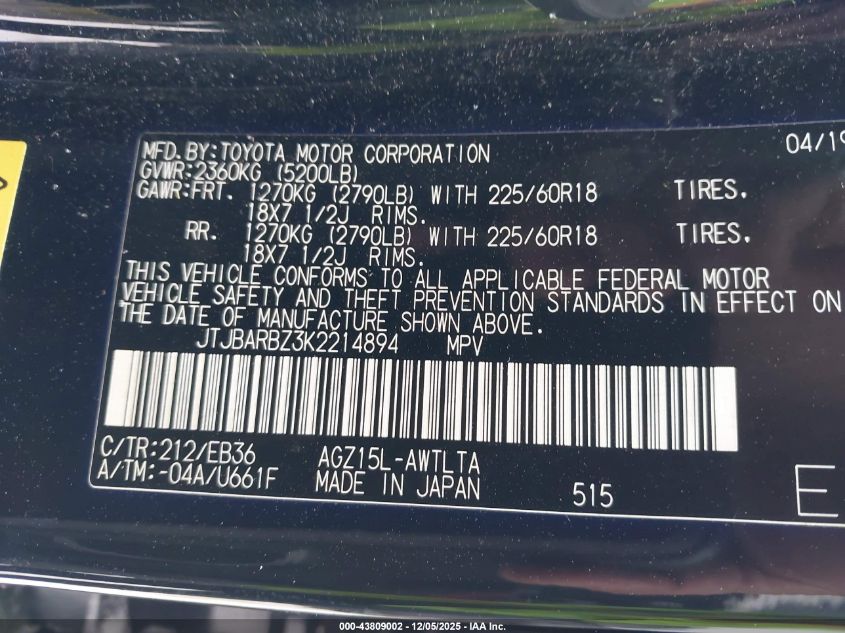 MFD.BY:TOYOTA MOTOR CORPORATION 04/19
GVWR:2360KG (5200LB)
GAWR:FRT. 1270KG (2790LB) WITH 225/60R18 TIRES.
18X7 1/2J RIMS.
RR. 1270KG (2790LB) WITH 225/60R18 TIRES.
18X7 1/2J RIMS.
THIS VEHICLE CONFORMS TO ALL APPLICABLE FEDERAL MOTOR
VEHICLE SAFETY AND THEFT PREVENTION STANDARDS IN EFFECT ON
THE DATE OF MANUFACTURE SHOWN ABOVE.
JTJBARBZ3K2214894 MPV
C/TR:212/EB36 AGZ15L-AWTLTA
A/TM:-04A/U661F MADE IN JAPAN 515 E
000-43809002 - 12/05/2025 - IAA Inc.